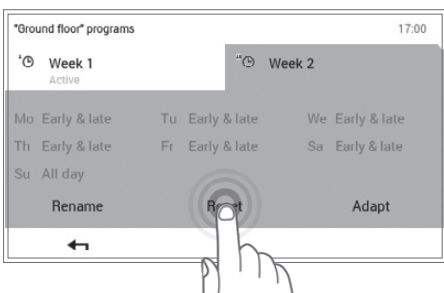 "Ground floor" programs 17:00
Week 1 Week 2
Active
Mo Early & late Tu Early & late We Early & late
Th Early & late Fr Early & late Sa Early & late
Su All day
Rename Reset Adapt